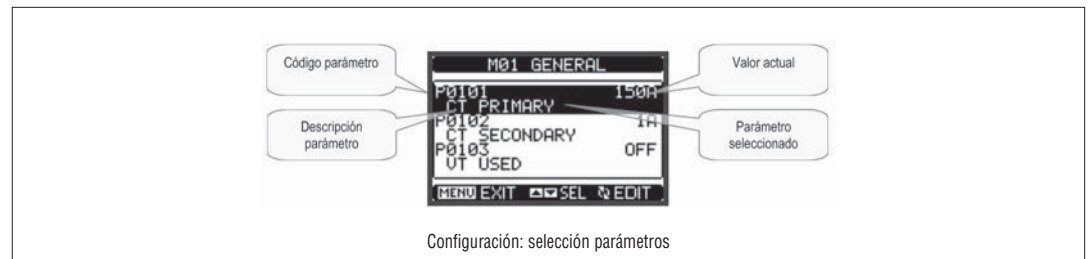 Código parámetro
Valor actual
M01 GENERAL
P0101 150A
CT PRIMARY
P0102 1A
CT SECONDARY
P0103 OFF
VT USED
Descripción
parámetro
Parámetro
seleccionado
MENU EXIT SEL EDIT
Configuración: selección parámetros